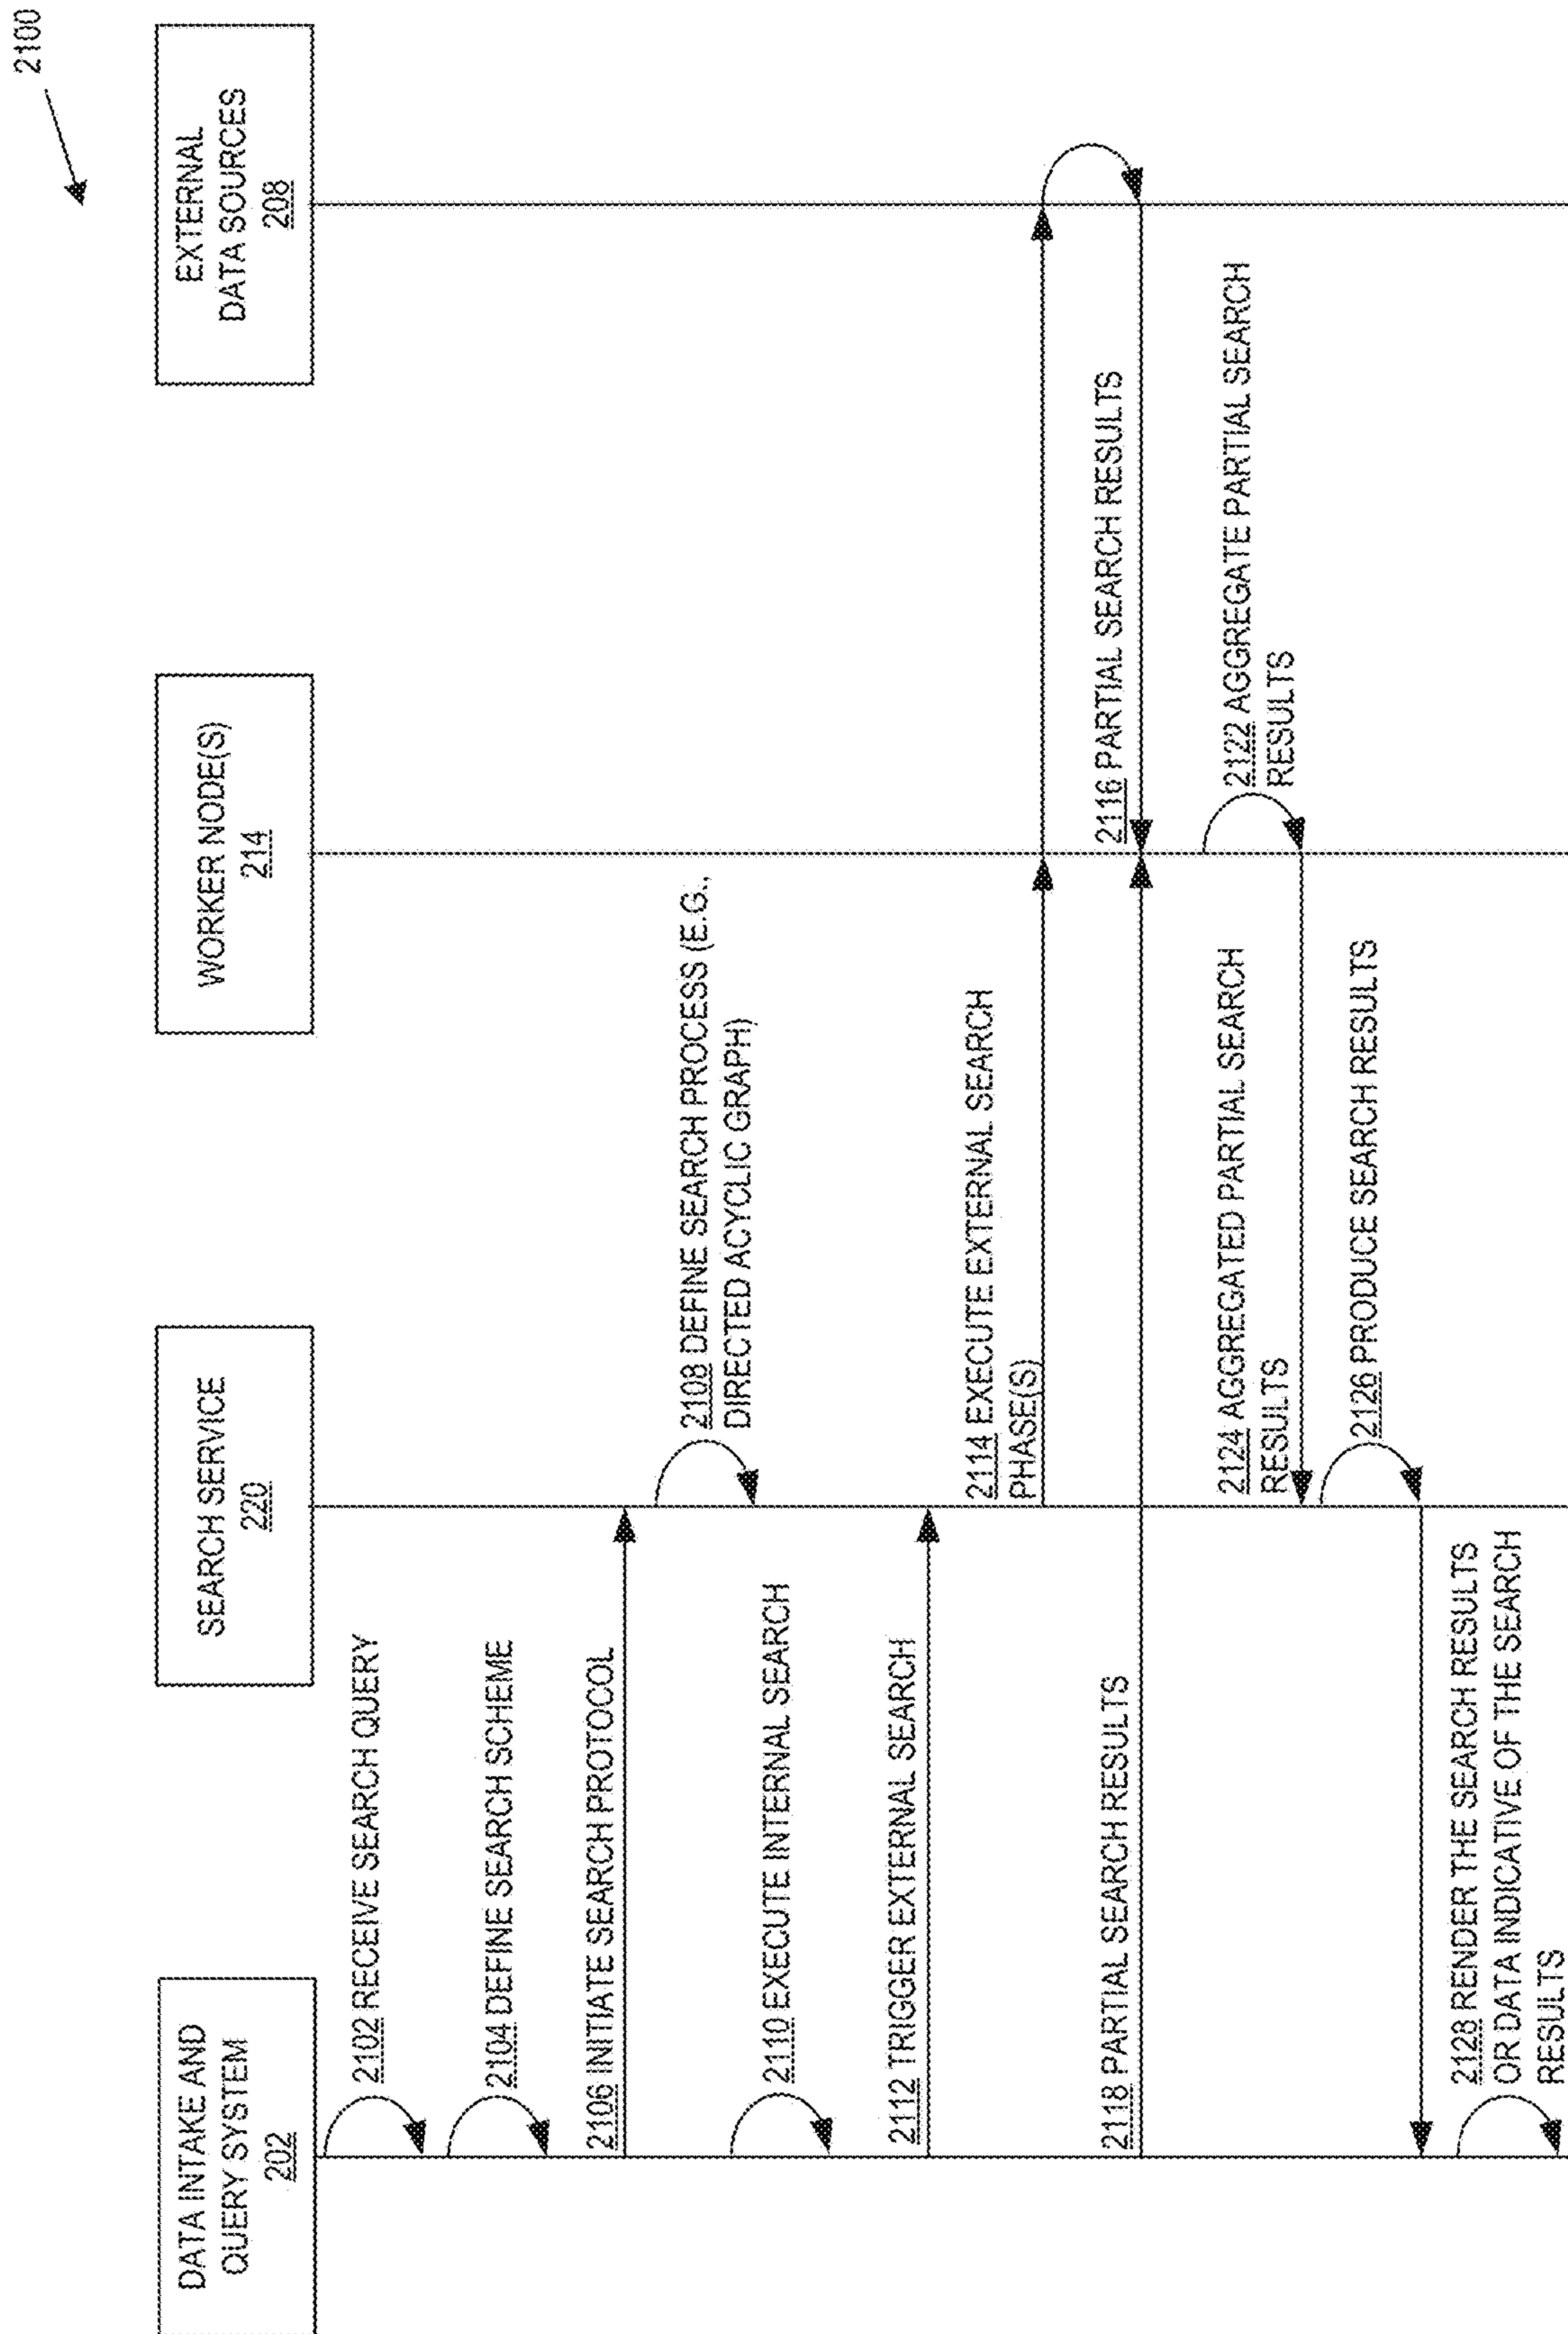 2100
DATA INTAKE AND
QUERY SYSTEM
202
SEARCH SERVICE
220
WORKER NODE(S)
214
EXTERNAL
DATA SOURCES
208
2102 RECEIVE SEARCH QUERY
2104 DEFINE SEARCH SCHEME
2106 INITIATE SEARCH PROTOCOL
2108 DEFINE SEARCH PROCESS (E.G.,
DIRECTED ACYCLIC GRAPH)
2110 EXECUTE INTERNAL SEARCH
2112 TRIGGER EXTERNAL SEARCH
2114 EXECUTE EXTERNAL SEARCH
PHASE(S)
2116 PARTIAL SEARCH RESULTS
2118 PARTIAL SEARCH RESULTS
2122 AGGREGATE PARTIAL SEARCH
RESULTS
2124 AGGREGATED PARTIAL SEARCH
RESULTS
2126 PRODUCE SEARCH RESULTS
2128 RENDER THE SEARCH RESULTS
OR DATA INDICATIVE OF THE SEARCH
RESULTS